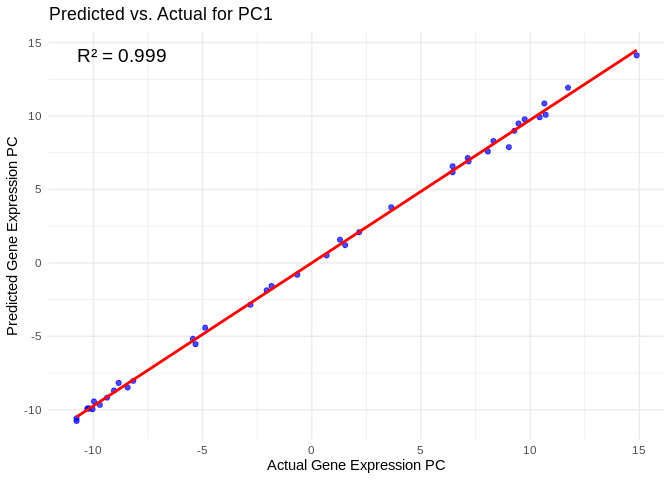 Predicted vs. Actual for PC1
R² = 0.999
15
10
5
0
-5
-10
Predicted Gene Expression PC
-10 -5 0 5 10 15
Actual Gene Expression PC